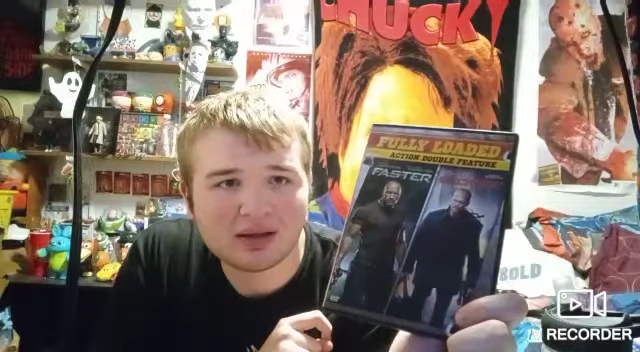 CHUCKY
FULLY LOADED
ACTION DOUBLE FEATURE
FASTER
BOLD
RECORDER